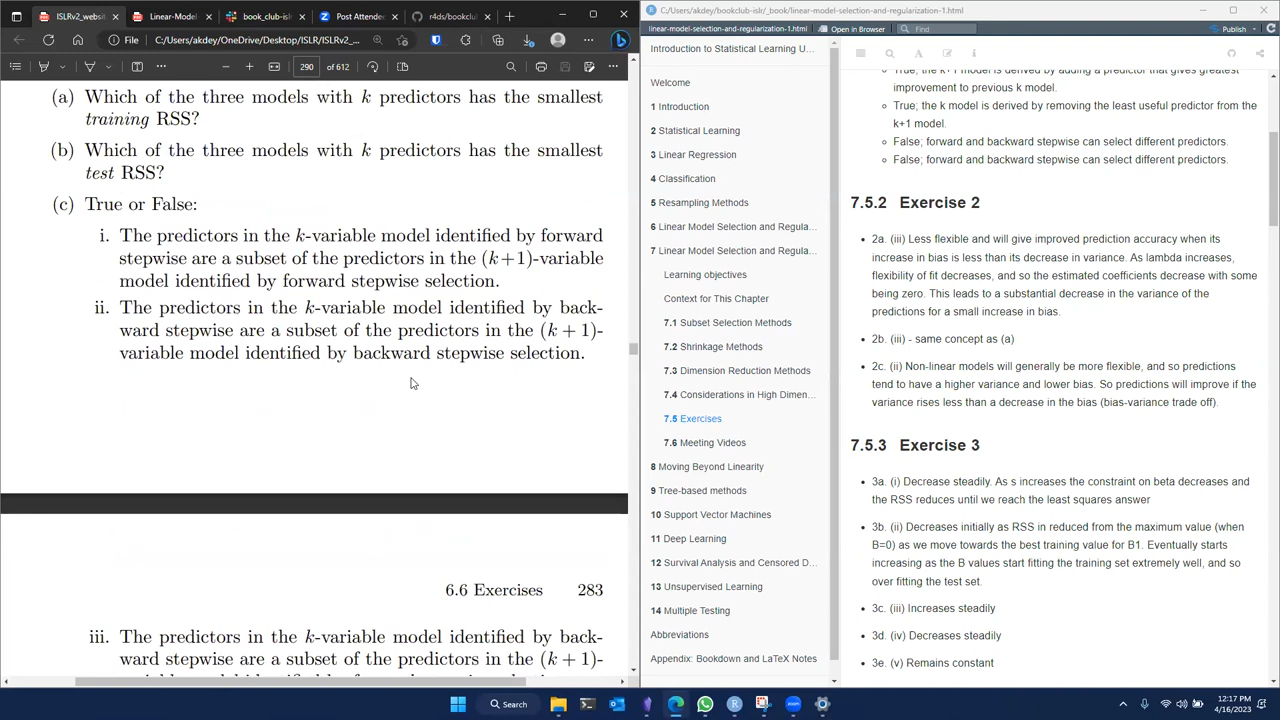 ISLR
Linear-Model
book_club-is
Post Attende
r4ds/bookclu
C:/Users/akdey/bookclub-islr/_book/linear-model-selection-and-regularization-1.html
C:/Users/akdey/OneDrive/Desktop/ISLR/ISLRv2_...
linear-model-selection-and-regularization-1.html
Open in Browser
Find
Publish
290 of 612
(a) Which of the three models with k predictors has the smallest
training RSS?
(b) Which of the three models with k predictors has the smallest
test RSS?
(c) True or False:
i. The predictors in the k-variable model identified by forward
stepwise are a subset of the predictors in the (k+1)-variable
model identified by forward stepwise selection.
ii. The predictors in the k-variable model identified by back-
ward stepwise are a subset of the predictors in the (k + 1)-
variable model identified by backward stepwise selection.
6.6 Exercises 283
iii. The predictors in the k-variable model identified by back-
ward stepwise are a subset of the predictors in the (k + 1)-
Introduction to Statistical Learning U...
Welcome
1 Introduction
2 Statistical Learning
3 Linear Regression
4 Classification
5 Resampling Methods
6 Linear Model Selection and Regula...
7 Linear Model Selection and Regula...
Learning objectives
Context for This Chapter
7.1 Subset Selection Methods
7.2 Shrinkage Methods
7.3 Dimension Reduction Methods
7.4 Considerations in High Dimen...
7.5 Exercises
7.6 Meeting Videos
8 Moving Beyond Linearity
9 Tree-based methods
10 Support Vector Machines
11 Deep Learning
12 Survival Analysis and Censored D...
13 Unsupervised Learning
14 Multiple Testing
Abbreviations
Appendix: Bookdown and LaTeX Notes
True; the k+1 model is derived by adding a predictor that gives greatest
improvement to previous k model.
True; the k model is derived by removing the least useful predictor from the
k+1 model.
False; forward and backward stepwise can select different predictors.
False; forward and backward stepwise can select different predictors.
7.5.2 Exercise 2
2a. (iii) Less flexible and will give improved prediction accuracy when its
increase in bias is less than its decrease in variance. As lambda increases,
flexibility of fit decreases, and so the estimated coefficients decrease with some
being zero. This leads to a substantial decrease in the variance of the
predictions for a small increase in bias.
2b. (iii) - same concept as (a)
2c. (ii) Non-linear models will generally be more flexible, and so predictions
tend to have a higher variance and lower bias. So predictions will improve if the
variance rises less than a decrease in the bias (bias-variance trade off).
7.5.3 Exercise 3
3a. (i) Decrease steadily. As s increases the constraint on beta decreases and
the RSS reduces until we reach the least squares answer
3b. (ii) Decreases initially as RSS in reduced from the maximum value (when
B=0) as we move towards the best training value for B1. Eventually starts
increasing as the B values start fitting the training set extremely well, and so
over fitting the test set.
3c. (iii) Increases steadily
3d. (iv) Decreases steadily
3e. (v) Remains constant
Search
12:17 PM
4/16/2023